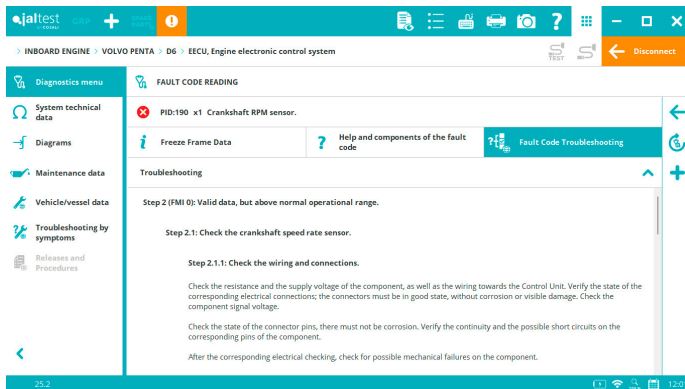 jaltest
BY COJALI
GRP
INBOARD ENGINE > VOLVO PENTA > D6 > EECU, Engine electronic control system
TEST
Disconnect
Diagnostics menu
FAULT CODE READING
System technical
data
PID:190 x1 Crankshaft RPM sensor.
Diagrams
Freeze Frame Data
Help and components of the fault
code
Fault Code Troubleshooting
Maintenance data
Troubleshooting
Vehicle/vessel data
Step 2 (FMI 0): Valid data, but above normal operational range.
Troubleshooting by
symptoms
Step 2.1: Check the crankshaft speed rate sensor.
Releases and
Procedures
Step 2.1.1: Check the wiring and connections.
Check the resistance and the supply voltage of the component, as well as the wiring towards the Control Unit. Verify the state of the
corresponding electrical connections; the connectors must be in good state, without corrosion or visible damage. Check the
component signal voltage.
Check the state of the connector pins, there must not be corrosion. Verify the continuity and the possible short circuits on the
corresponding pins of the component.
After the corresponding electrical checking, check for possible mechanical failures on the component.
25.2
12:0